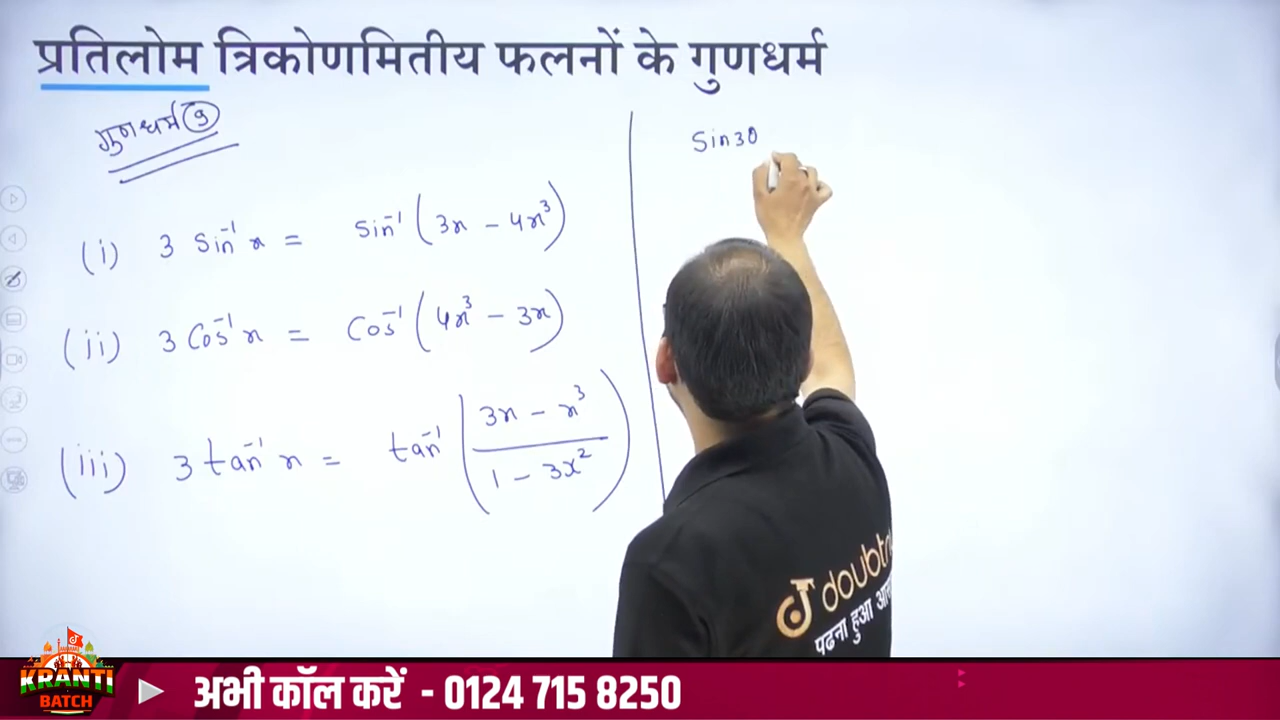 प्रतिलोम त्रिकोणमितीय फलनों के गुणधर्म
गुणधर्म ⑨
(i) 3 Sin⁻¹ x = Sin⁻¹ (3x − 4x³)
(ii) 3 Cos⁻¹ x = Cos⁻¹ (4x³ − 3x)
(iii) 3 tan⁻¹ x = tan⁻¹ ((3x − x³)/(1 − 3x²))
Sin3θ
doubtn
पढ़ना हुआ आस
KRANTI
BATCH
अभी कॉल करें - 0124 715 8250